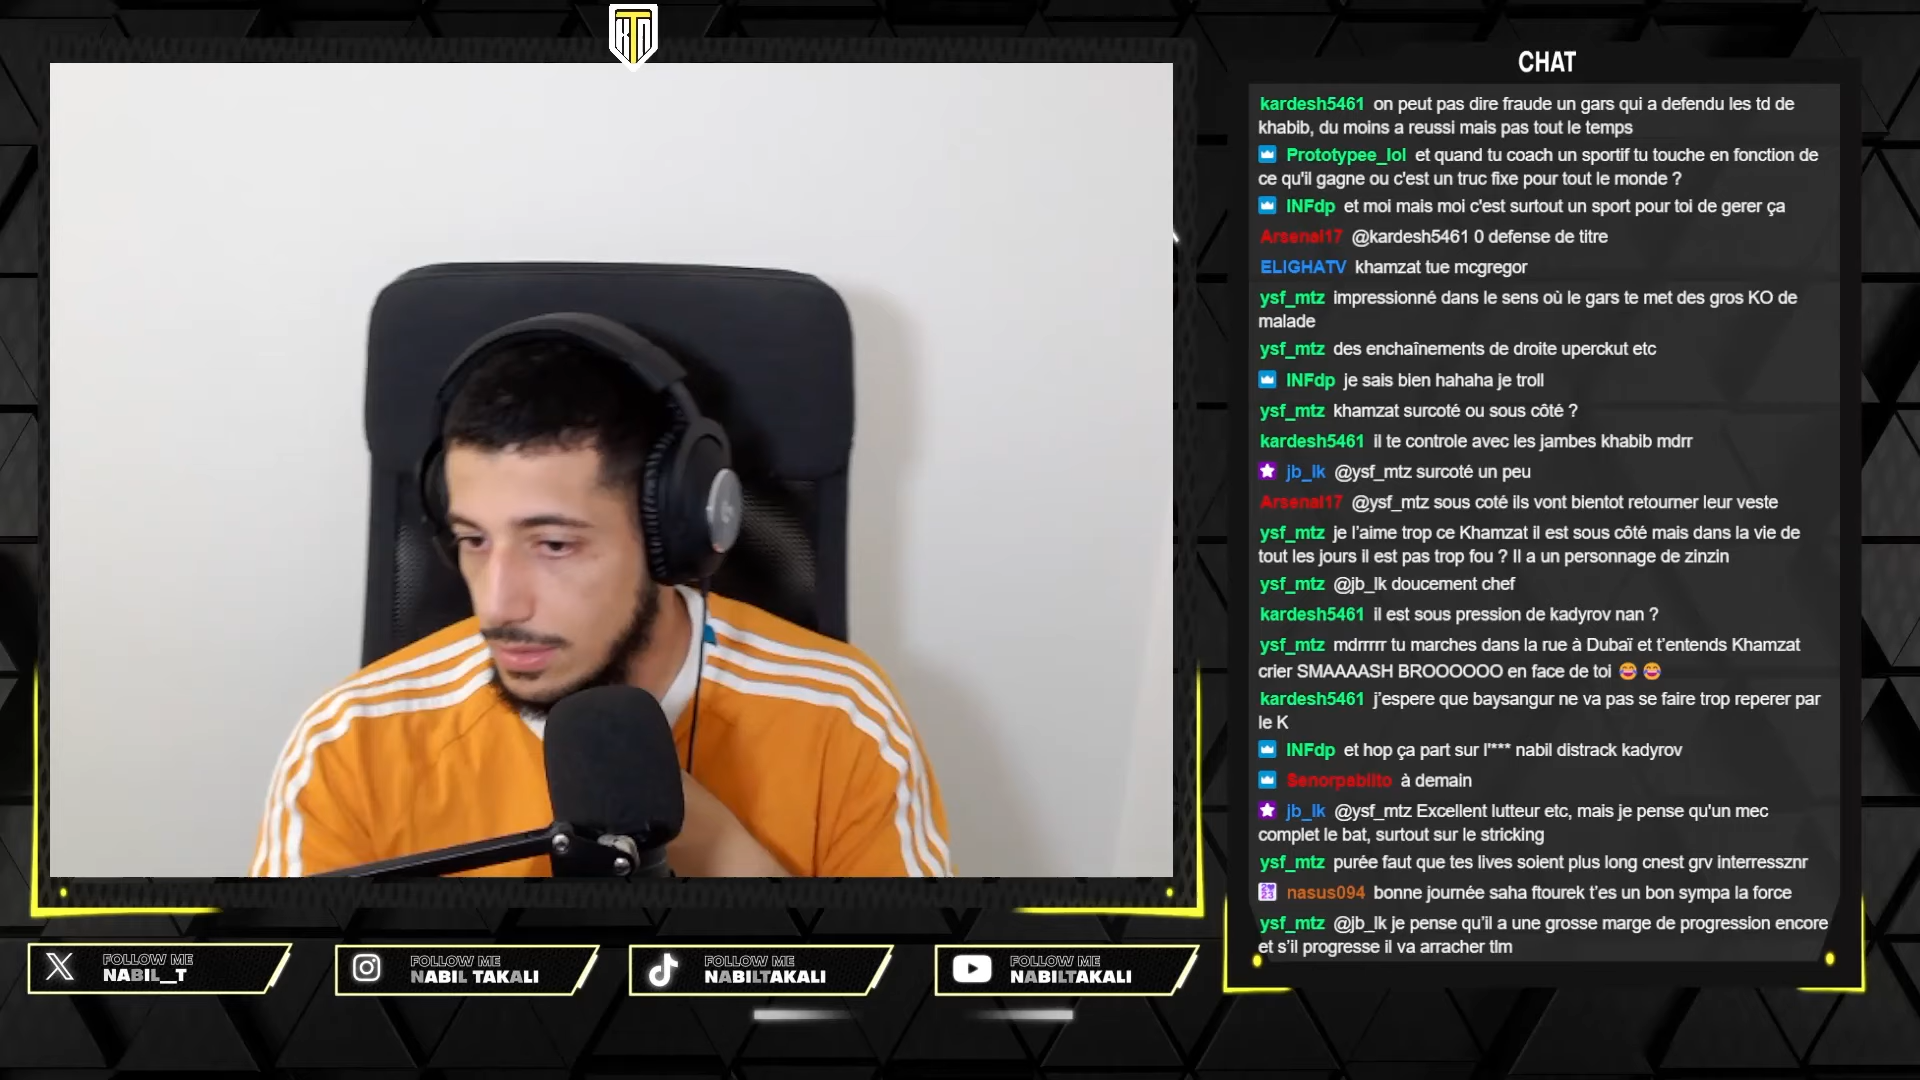 CHAT
kardesh5461 on peut pas dire fraude un gars qui a defendu les td de
khabib, du moins a reussi mais pas tout le temps
Prototypee_lol et quand tu coach un sportif tu touche en fonction de
ce qu'il gagne ou c'est un truc fixe pour tout le monde ?
INFdp et moi mais moi c'est surtout un sport pour toi de gerer ça
Arsenal17 @kardesh5461 0 defense de titre
ELIGHATV khamzat tue mcgregor
ysf_mtz impressionné dans le sens où le gars te met des gros KO de
malade
ysf_mtz des enchaînements de droite uperckut etc
INFdp je sais bien hahaha je troll
ysf_mtz khamzat surcoté ou sous côté ?
kardesh5461 il te controle avec les jambes khabib mdrr
jb_lk @ysf_mtz surcoté un peu
Arsenal17 @ysf_mtz sous coté ils vont bientot retourner leur veste
ysf_mtz je l’aime trop ce Khamzat il est sous côté mais dans la vie de
tout les jours il est pas trop fou ? Il a un personnage de zinzin
ysf_mtz @jb_lk doucement chef
kardesh5461 il est sous pression de kadyrov nan ?
ysf_mtz mdrrrrr tu marches dans la rue à Dubaï et t’entends Khamzat
crier SMAAAASH BROOOOOO en face de toi 😂 😂
kardesh5461 j’espere que baysangur ne va pas se faire trop reperer par
le K
INFdp et hop ça part sur l'*** nabil distrack kadyrov
Senorpablito à demain
jb_lk @ysf_mtz Excellent lutteur etc, mais je pense qu'un mec
complet le bat, surtout sur le stricking
ysf_mtz purée faut que tes lives soient plus long cnest grv interressznr
nasus094 bonne journée saha ftourek t’es un bon sympa la force
ysf_mtz @jb_lk je pense qu’il a une grosse marge de progression encore
et s’il progresse il va arracher tlm
FOLLOW ME
NABIL__T
FOLLOW ME
NABIL TAKALI
FOLLOW ME
NABILTAKALI
FOLLOW ME
NABILTAKALI